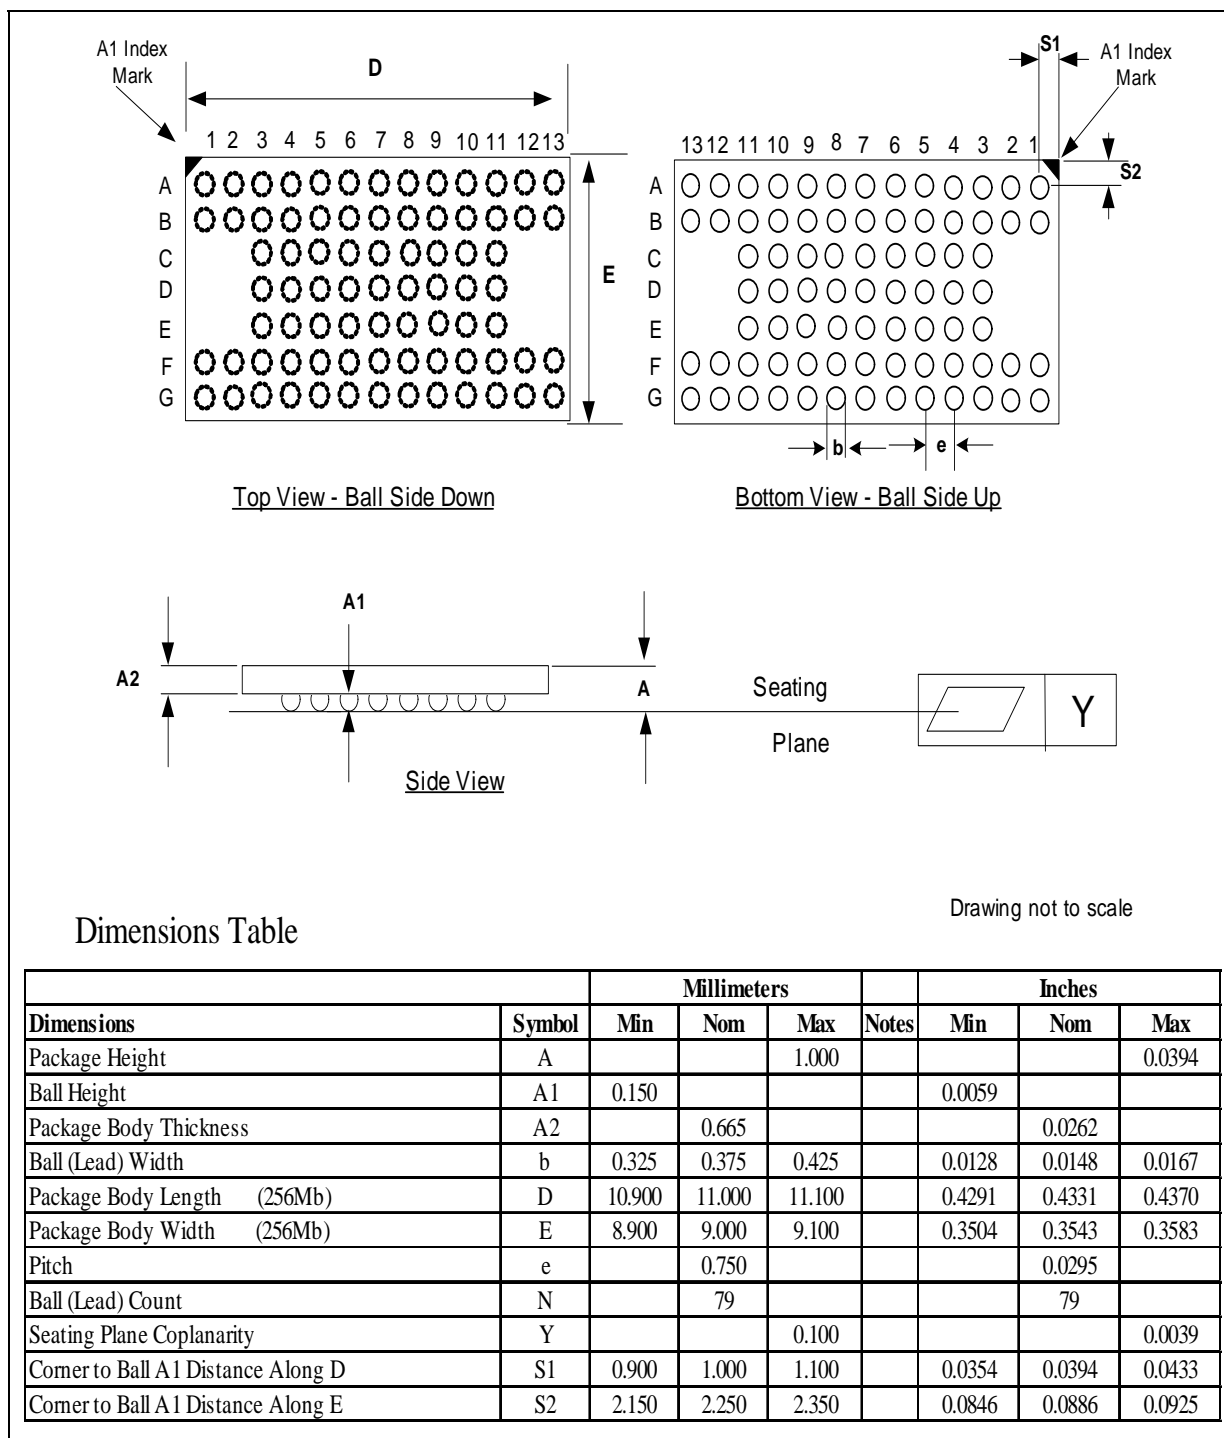 A1 Index
Mark
D
1 2 3 4 5 6 7 8 9 10 11 12 13
A
B
C
D
E
F
G
E
Top View - Ball Side Down
S1
A1 Index
Mark
13 12 11 10 9 8 7 6 5 4 3 2 1
S2
A
B
C
D
E
F
G
b
e
Bottom View - Ball Side Up
A1
A2
A
Seating
Plane
Y
Side View
Drawing not to scale
Dimensions Table
Millimeters Inches
Dimensions Symbol Min Nom Max Notes Min Nom Max
Package Height A 1.000 0.0394
Ball Height A1 0.150 0.0059
Package Body Thickness A2 0.665 0.0262
Ball (Lead) Width b 0.325 0.375 0.425 0.0128 0.0148 0.0167
Package Body Length (256Mb) D 10.900 11.000 11.100 0.4291 0.4331 0.4370
Package Body Width (256Mb) E 8.900 9.000 9.100 0.3504 0.3543 0.3583
Pitch e 0.750 0.0295
Ball (Lead) Count N 79 79
Seating Plane Coplanarity Y 0.100 0.0039
Corner to Ball A1 Distance Along D S1 0.900 1.000 1.100 0.0354 0.0394 0.0433
Corner to Ball A1 Distance Along E S2 2.150 2.250 2.350 0.0846 0.0886 0.0925